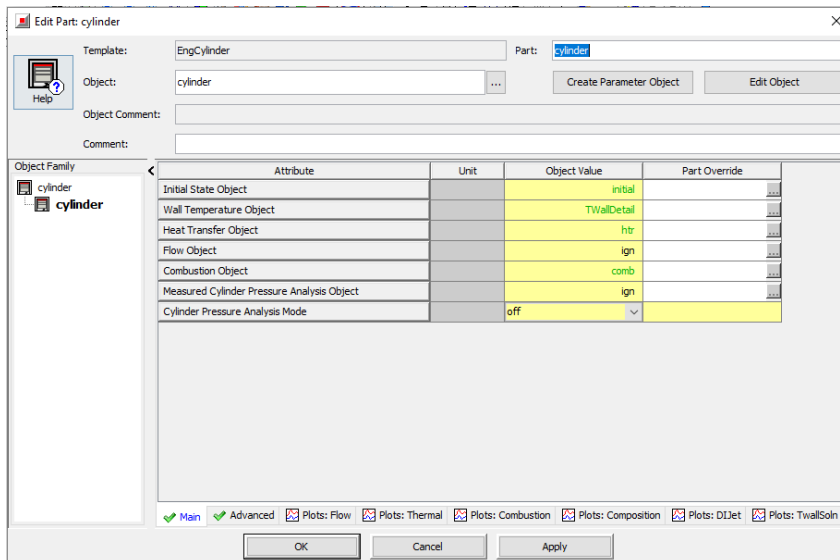 Edit Part: cylinder
Template: EngCylinder Part: cylinder
Help
Object: cylinder ... Create Parameter Object Edit Object
Object Comment:
Comment:
Object Family
cylinder
cylinder
Attribute Unit Object Value Part Override
Initial State Object initial ...
Wall Temperature Object TWallDetail ...
Heat Transfer Object htr ...
Flow Object ign ...
Combustion Object comb ...
Measured Cylinder Pressure Analysis Object ign ...
Cylinder Pressure Analysis Mode off
Main Advanced Plots: Flow Plots: Thermal Plots: Combustion Plots: Composition Plots: DIJet Plots: TwallSoln
OK Cancel Apply